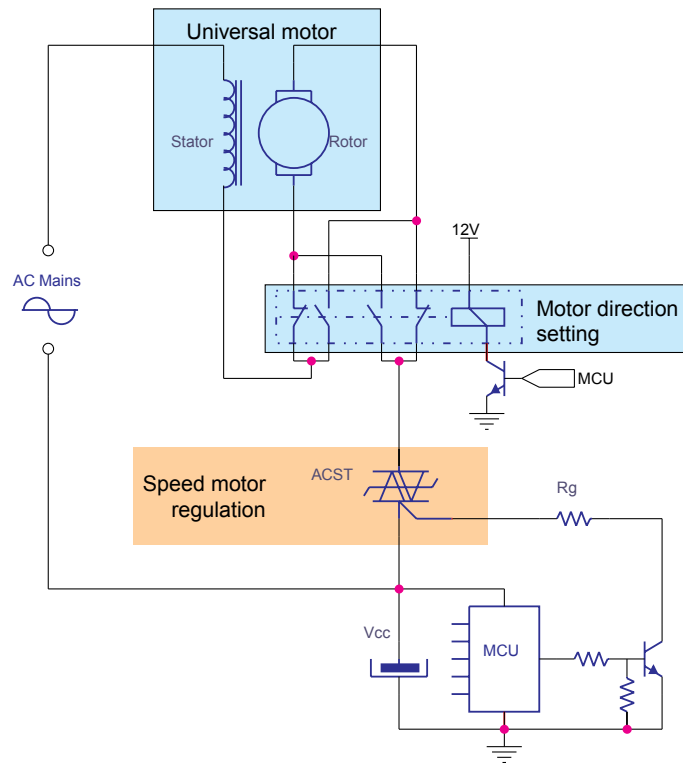 Universal motor
Stator
Rotor
12V
AC Mains
Motor direction
setting
MCU
ACST
Speed motor
regulation
Rg
Vcc
MCU